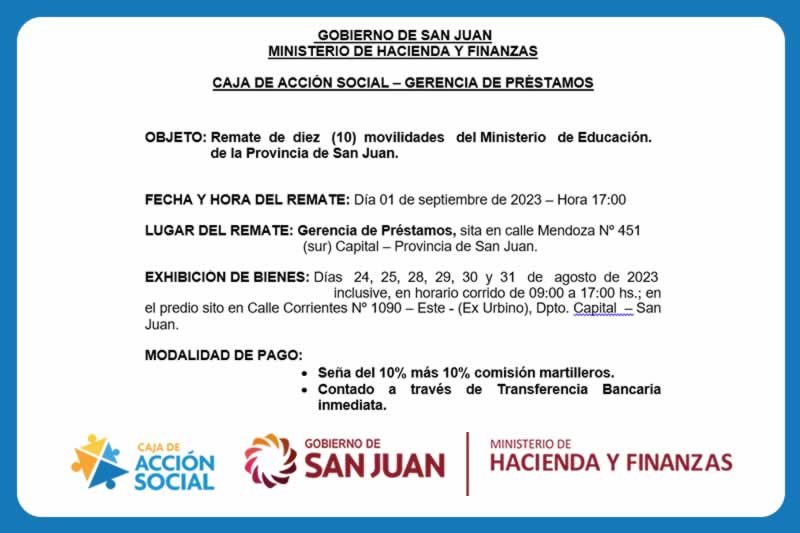 GOBIERNO DE SAN JUAN
MINISTERIO DE HACIENDA Y FINANZAS
CAJA DE ACCIÓN SOCIAL – GERENCIA DE PRÉSTAMOS
OBJETO: Remate de diez (10) movilidades del Ministerio de Educación.
de la Provincia de San Juan.
FECHA Y HORA DEL REMATE: Día 01 de septiembre de 2023 – Hora 17:00
LUGAR DEL REMATE: Gerencia de Préstamos, sita en calle Mendoza Nº 451
(sur) Capital – Provincia de San Juan.
EXHIBICIÓN DE BIENES: Días 24, 25, 28, 29, 30 y 31 de agosto de 2023
inclusive, en horario corrido de 09:00 a 17:00 hs.; en
el predio sito en Calle Corrientes Nº 1090 – Este - (Ex Urbino), Dpto. Capital – San
Juan.
MODALIDAD DE PAGO:
• Seña del 10% más 10% comisión martilleros.
• Contado a través de Transferencia Bancaria
inmediata.
CAJA DE
ACCIÓN
SOCIAL
GOBIERNO DE
SAN JUAN
MINISTERIO DE
HACIENDA Y FINANZAS